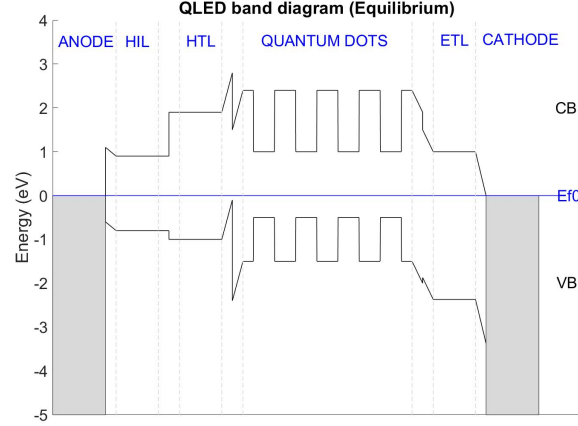 QLED band diagram (Equilibrium)
4
ANODE HIL HTL QUANTUM DOTS ETL CATHODE
3
2
CB
1
0
Ef0
Energy (eV)
-1
-2
VB
-3
-4
-5